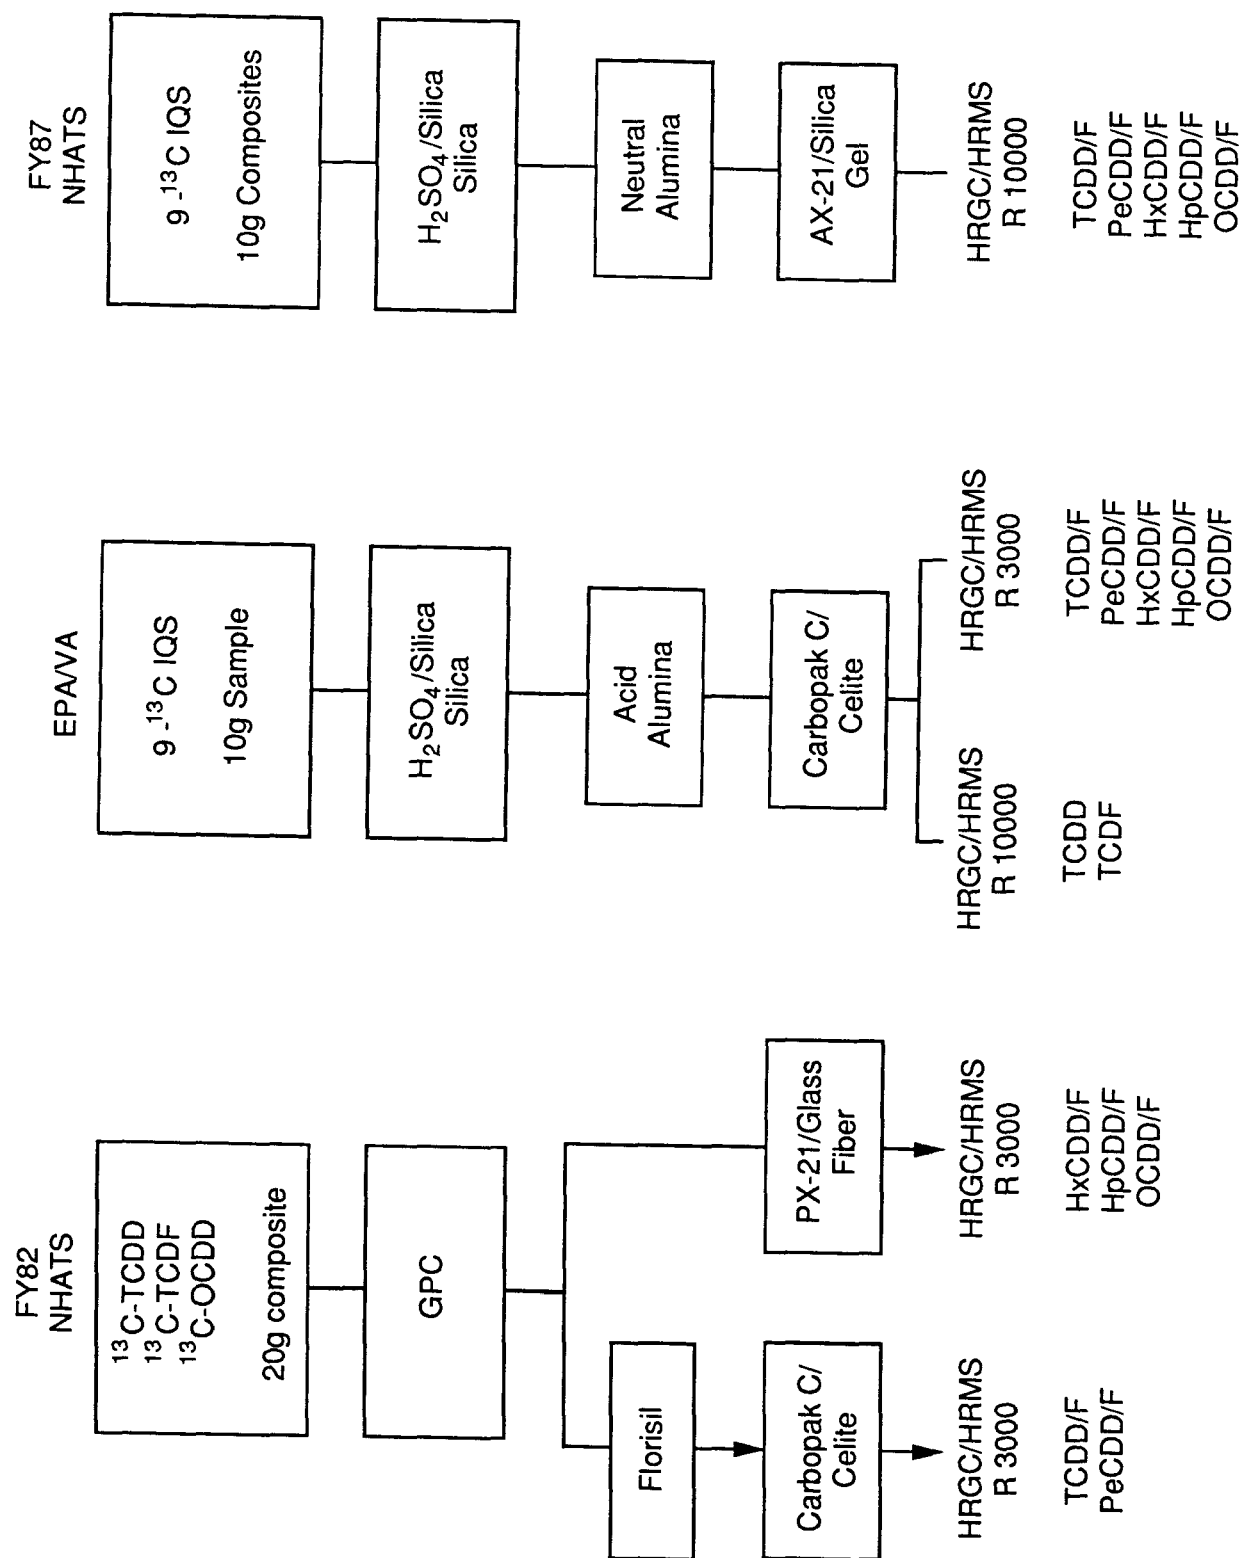 FY82
NHATS
¹³C-TCDD
¹³C-TCDF
¹³C-OCDD
20g composite
GPC
Florisil
Carbopak C/
Celite
HRGC/HRMS
R 3000
TCDD/F
PeCDD/F
PX-21/Glass
Fiber
HRGC/HRMS
R 3000
HxCDD/F
HpCDD/F
OCDD/F
EPA/VA
9 -¹³C IQS
10g Sample
H₂SO₄/Silica
Silica
Acid
Alumina
Carbopak C/
Celite
HRGC/HRMS
R 10000
TCDD
TCDF
HRGC/HRMS
R 3000
TCDD/F
PeCDD/F
HxCDD/F
HpCDD/F
OCDD/F
FY87
NHATS
9 -¹³C IQS
10g Composites
H₂SO₄/Silica
Silica
Neutral
Alumina
AX-21/Silica
Gel
HRGC/HRMS
R 10000
TCDD/F
PeCDD/F
HxCDD/F
HpCDD/F
OCDD/F